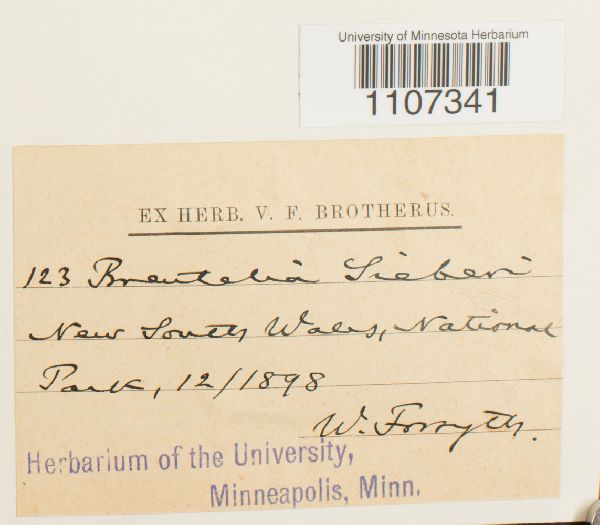 University of Minnesota Herbarium
1107341
EX HERB. V. F. BROTHERUS.
123 Breutelia Sieberi
New South Wales, National
Park, 12/1898
W. Forsyth.
Herbarium of the University,
Minneapolis, Minn.